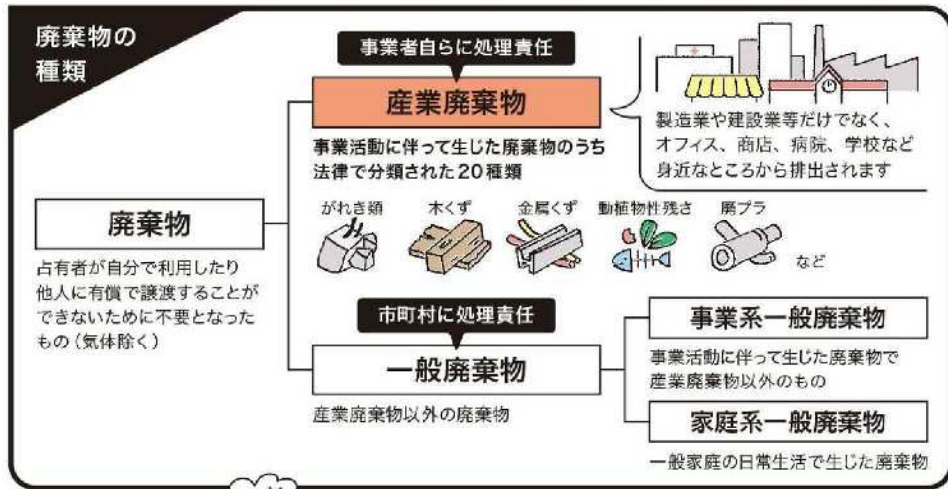 廃棄物の
種類
事業者自らに処理責任
産業廃棄物
事業活動に伴って生じた廃棄物のうち
法律で分類された20種類
製造業や建設業等だけでなく、
オフィス、商店、病院、学校など
身近なところから排出されます
がれき類
木くず
金属くず
動植物性残さ
廃プラ
など
廃棄物
占有者が自分で利用したり
他人に有償で譲渡することが
できないために不要となった
もの（気体除く）
市町村に処理責任
一般廃棄物
産業廃棄物以外の廃棄物
事業系一般廃棄物
事業活動に伴って生じた廃棄物で
産業廃棄物以外のもの
家庭系一般廃棄物
一般家庭の日常生活で生じた廃棄物